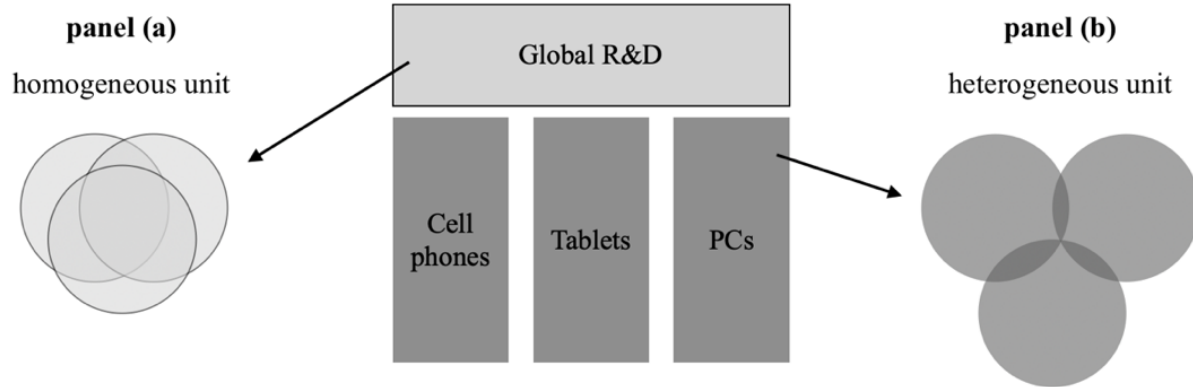 panel (a)
homogeneous unit
Global R&D
Cell
phones
Tablets
PCs
panel (b)
heterogeneous unit